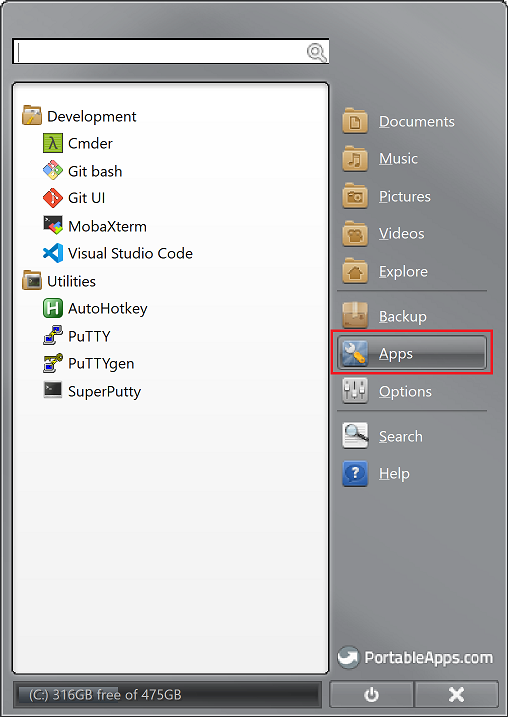 Development
Cmder
Git bash
Git UI
MobaXterm
Visual Studio Code
Utilities
AutoHotkey
PuTTY
PuTTYgen
SuperPutty
Documents
Music
Pictures
Videos
Explore
Backup
Apps
Options
Search
Help
PortableApps.com
(C:) 316GB free of 475GB